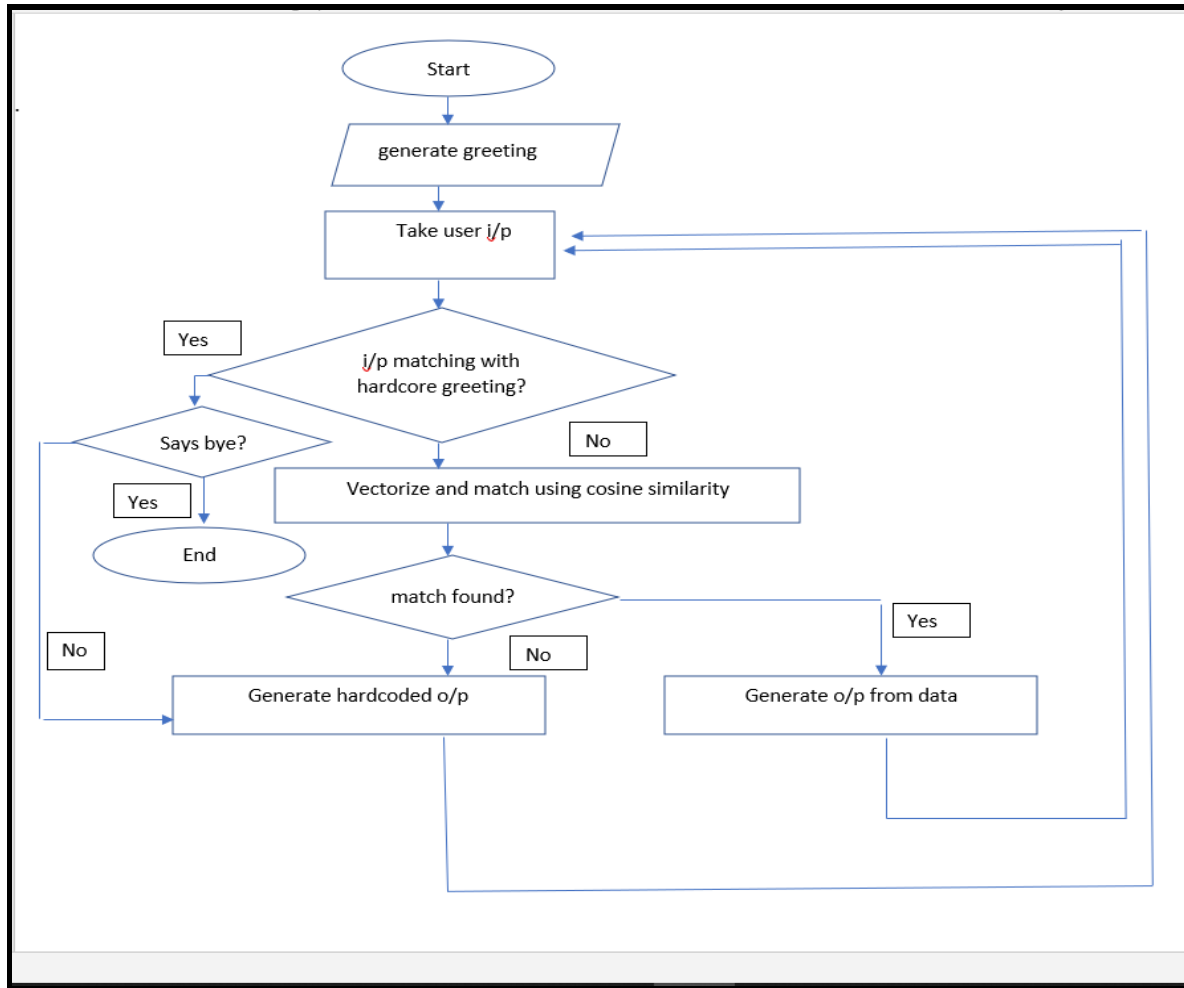 Start
generate greeting
Take user i/p
Yes
i/p matching with
hardcore greeting?
Says bye?
No
Vectorize and match using cosine similarity
Yes
End
match found?
Yes
No
No
Generate hardcoded o/p
Generate o/p from data